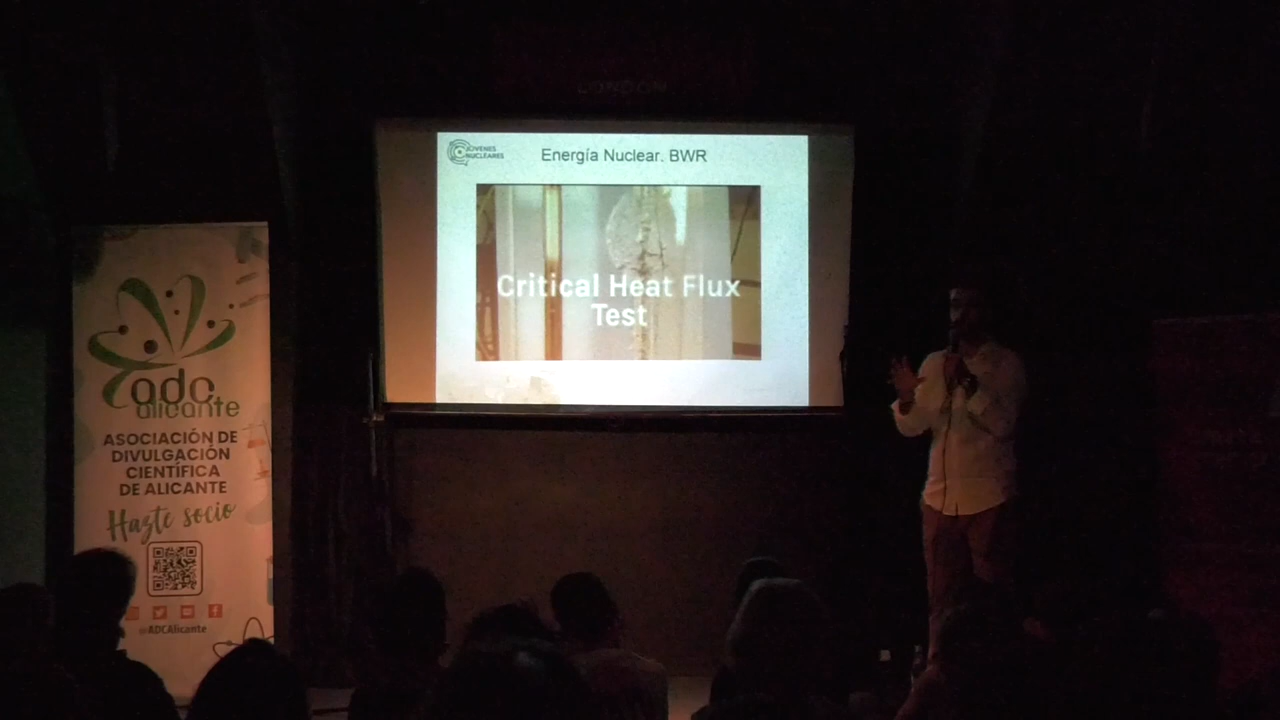 LONDON
JÓVENES
NUCLEARES
Energía Nuclear. BWR
Critical Heat Flux
Test
adc
alicante
ASOCIACIÓN DE
DIVULGACIÓN
CIENTÍFICA
DE ALICANTE
Hazte socio
@ADCAlicante